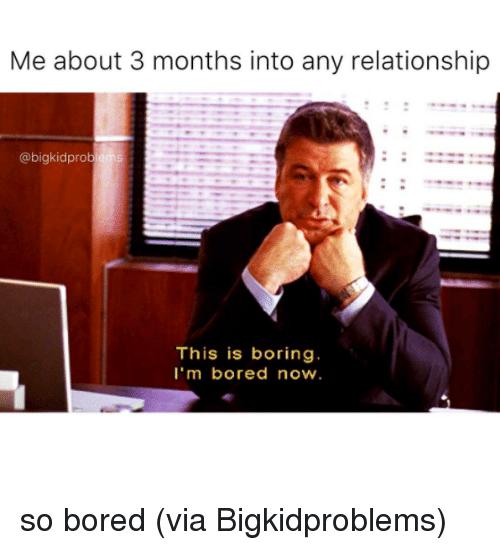 Me about 3 months into any relationship
@bigkidproblems
This is boring.
I'm bored now.
so bored (via Bigkidproblems)